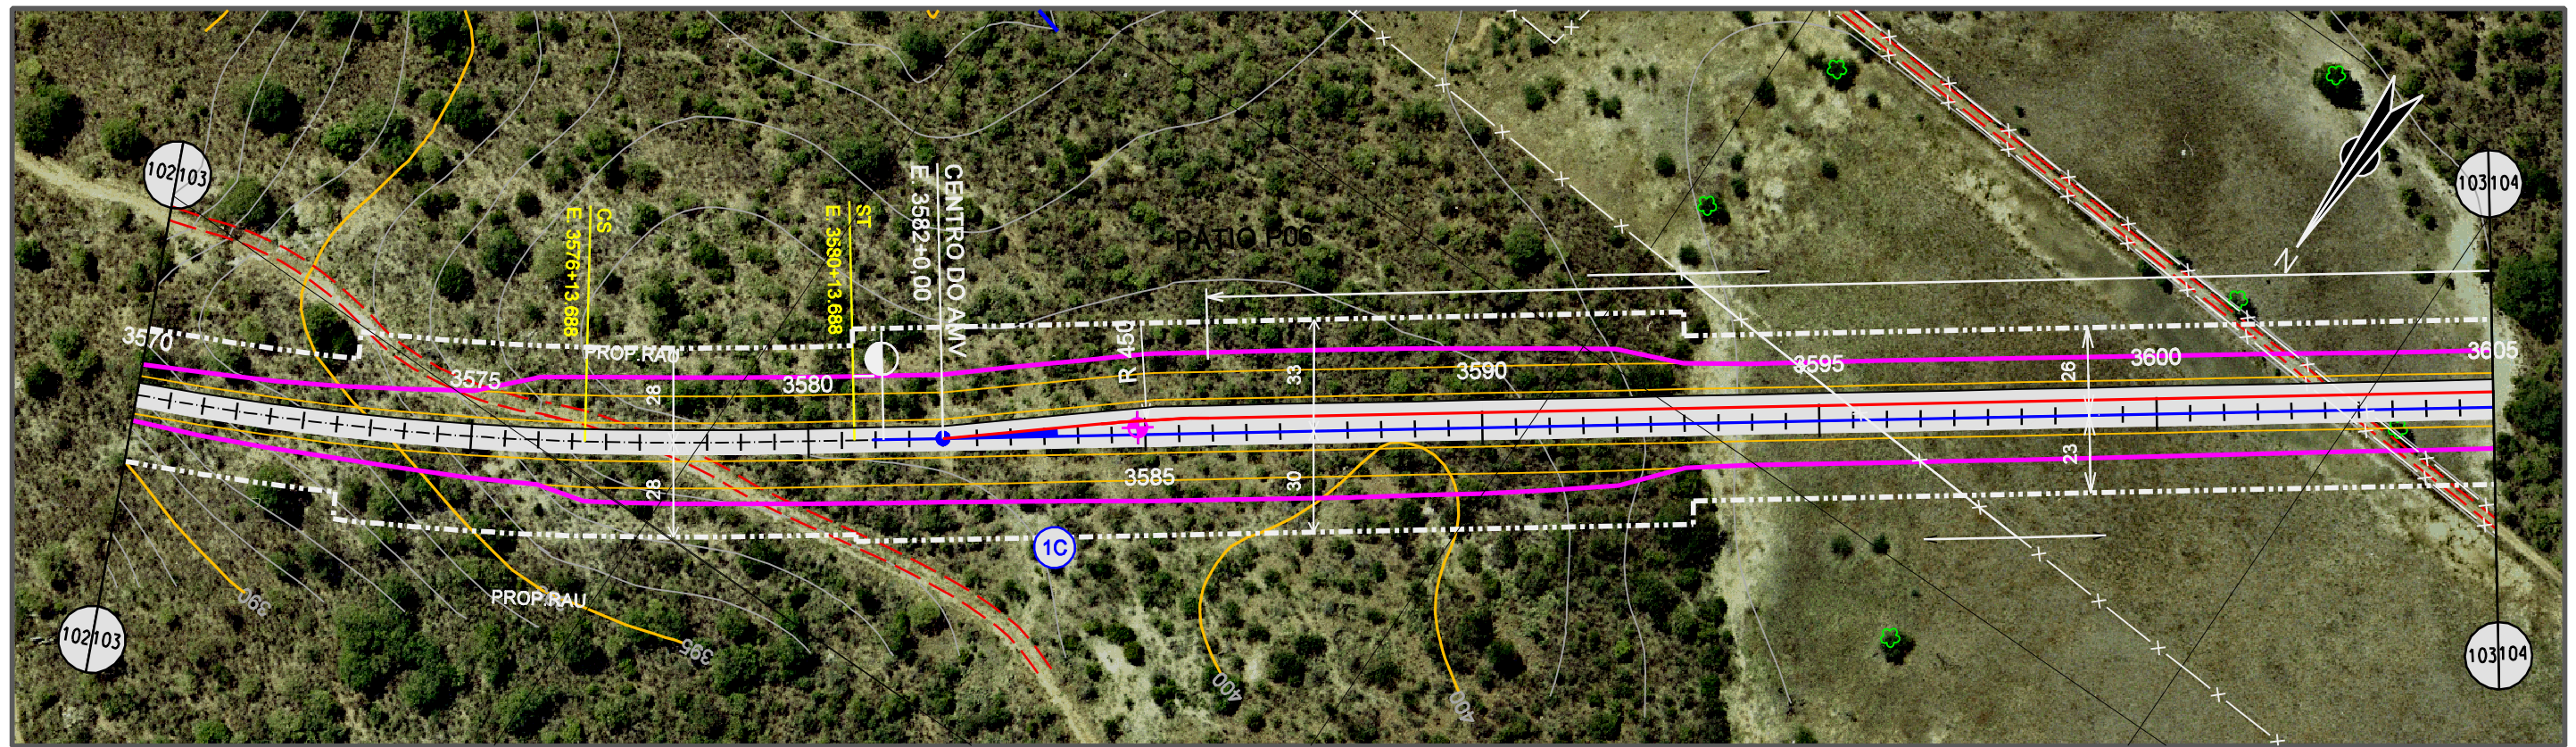 102 103
103 104
CS
E 3576+13.688
ST
E 3580+13.688
CENTRO DO AMV
E 3582+0,00
PÁTIO P06
N
3570
PROP.RAU
R 450
3575
28
3580
33
3590
3595
26
3600
3605
28
3585
30
23
1C
PROP.RAU
390
395
400
400
102 103
103 104